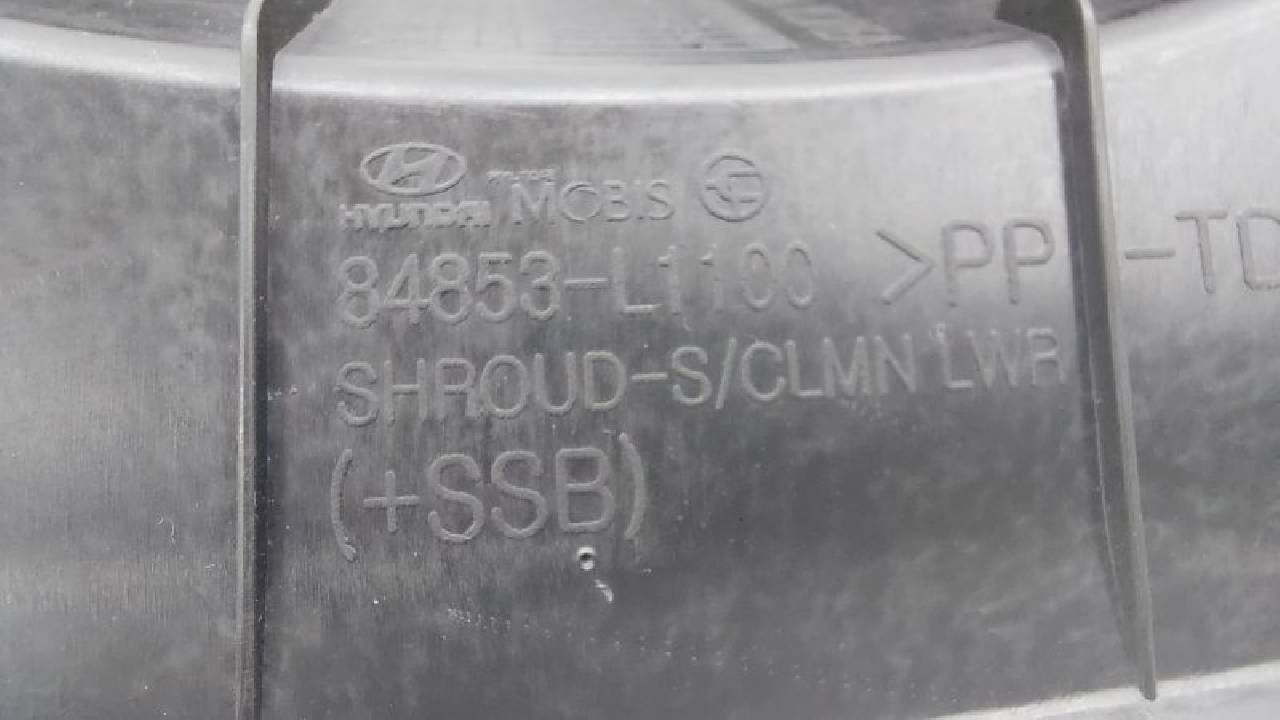 HYUNDAI MOBIS
84853-L1100 >PP -TD
SHROUD-S/CLMN LWR
(+SSB)